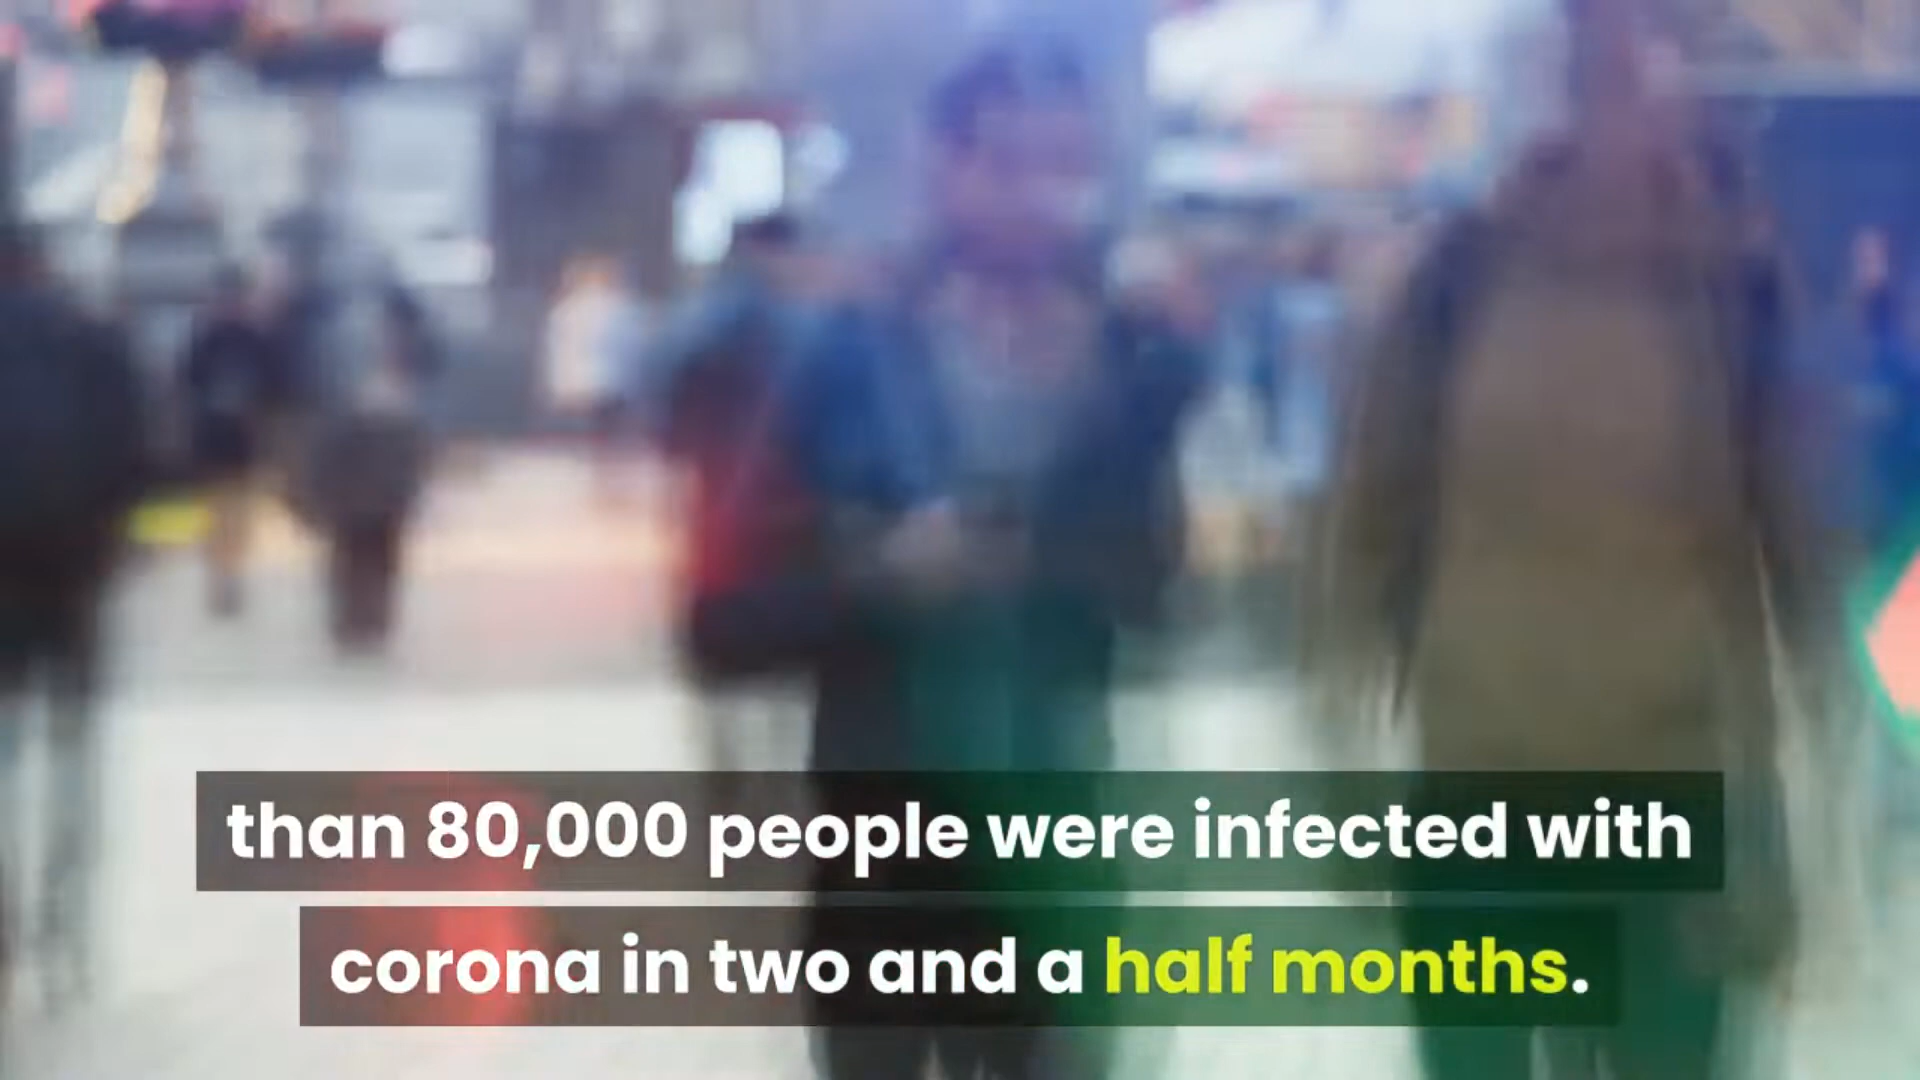 than 80,000 people were infected with
corona in two and a half months.